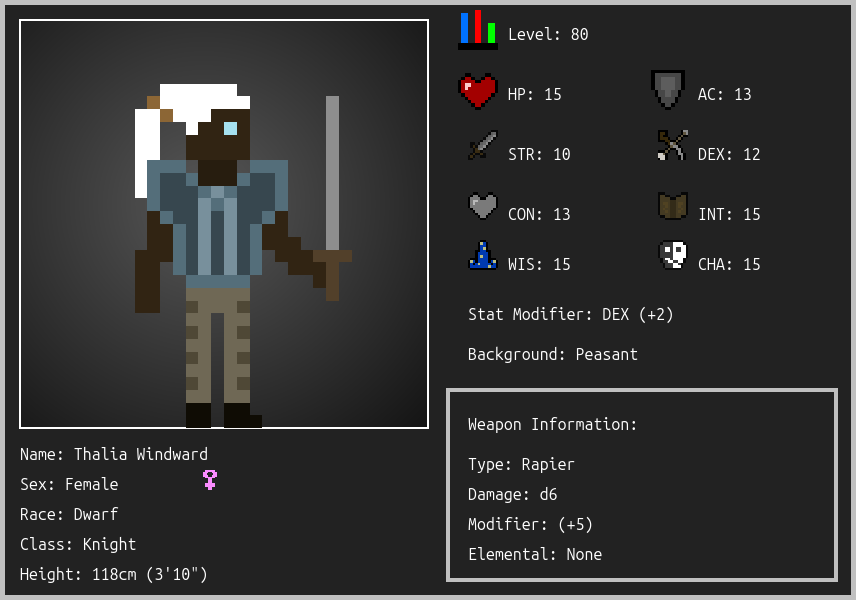 Level: 80
HP: 15
AC: 13
STR: 10
DEX: 12
CON: 13
INT: 15
WIS: 15
CHA: 15
Stat Modifier: DEX (+2)
Background: Peasant
Weapon Information:
Type: Rapier
Damage: d6
Modifier: (+5)
Elemental: None
Name: Thalia Windward
Sex: Female
Race: Dwarf
Class: Knight
Height: 118cm (3'10")